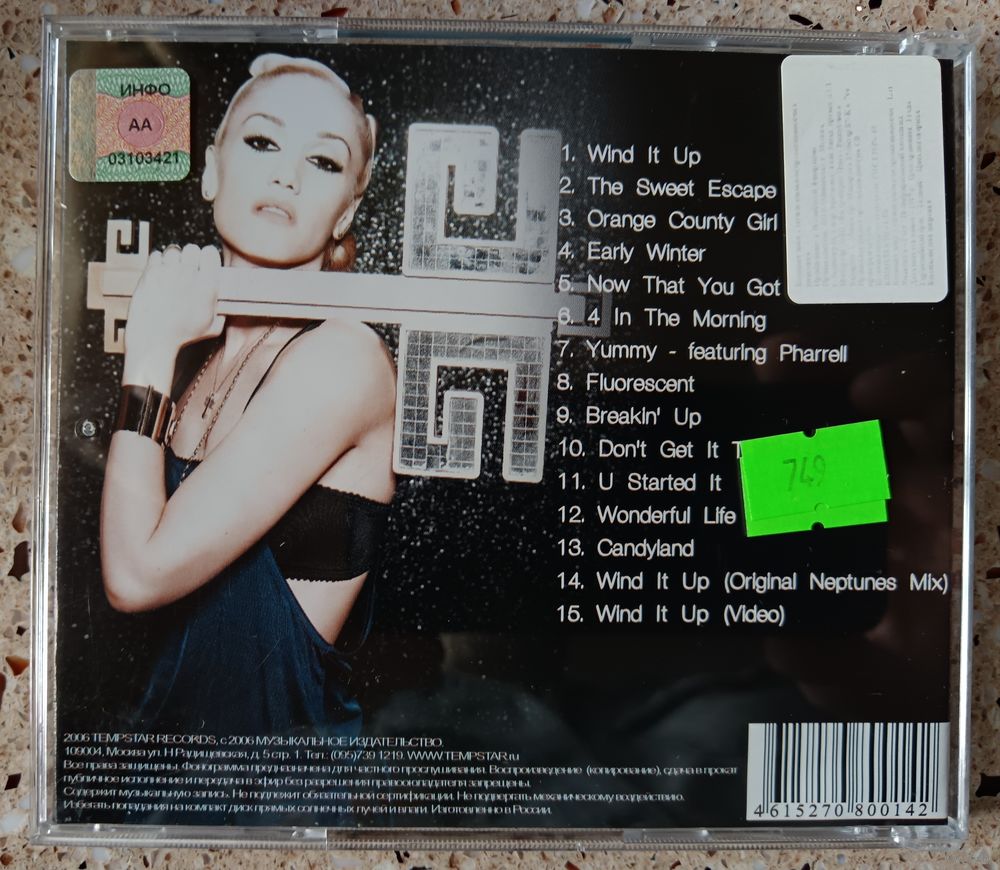 ИНФО
АА
03103421
1. Wind It Up
2. The Sweet Escape
3. Orange County Girl
4. Early Winter
5. Now That You Got
6. 4 In The Morning
7. Yummy - featuring Pharrell
8. Fluorescent
9. Breakin' Up
10. Don't Get It
11. U Started It
12. Wonderful Life
13. Candyland
14. Wind It Up (Original Neptunes Mix)
15. Wind It Up (Video)
749
2006 TEMPSTAR RECORDS, c 2006 МУЗЫКАЛЬНОЕ ИЗДАТЕЛЬСТВО.
109004, Москва ул. Н Радищевская, д. 5 стр. 1. Тел.: (095)739 1219. WWW.TEMPSTAR.ru
Все права защищены. Фонограмма предназначена для частного прослушивания. Воспроизведение (копирование), сдача в прокат
публичное исполнение и передача в эфир без разрешения правообладателя запрещены.
Содержит музыкальную запись. Не подлежит обязательной сертификации. Не подвергать механическому воздействию.
Избегать попадания на компакт диск прямых солнечных лучей и влаги. Изготовленно в России.
4 615270 800142